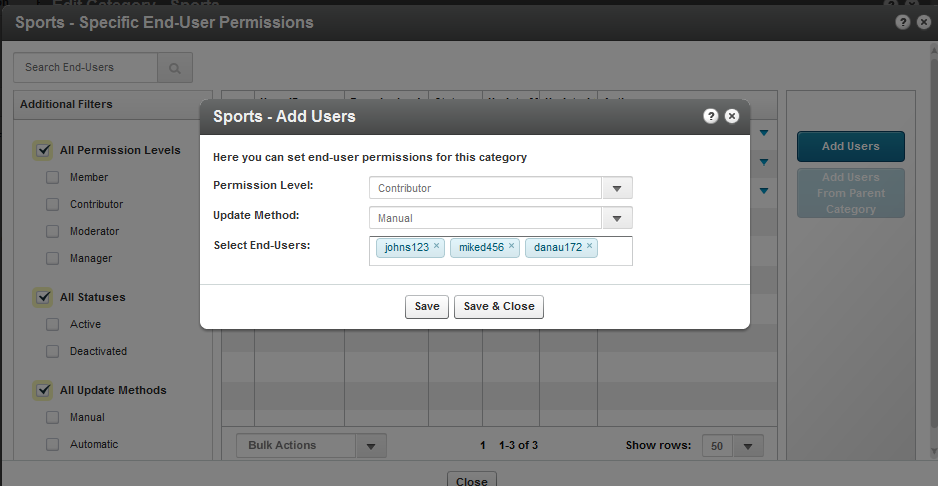 Edit Category - Sports
Sports - Specific End-User Permissions
Search End-Users
Additional Filters
All Permission Levels
Member
Contributor
Moderator
Manager
All Statuses
Active
Deactivated
All Update Methods
Manual
Automatic
Sports - Add Users
Here you can set end-user permissions for this category
Permission Level:
Contributor
Update Method:
Manual
Select End-Users:
johns123 × miked456 × danau172 ×
Save
Save & Close
Add Users
Add Users
From Parent
Category
Bulk Actions
1 1-3 of 3
Show rows:
50
Close